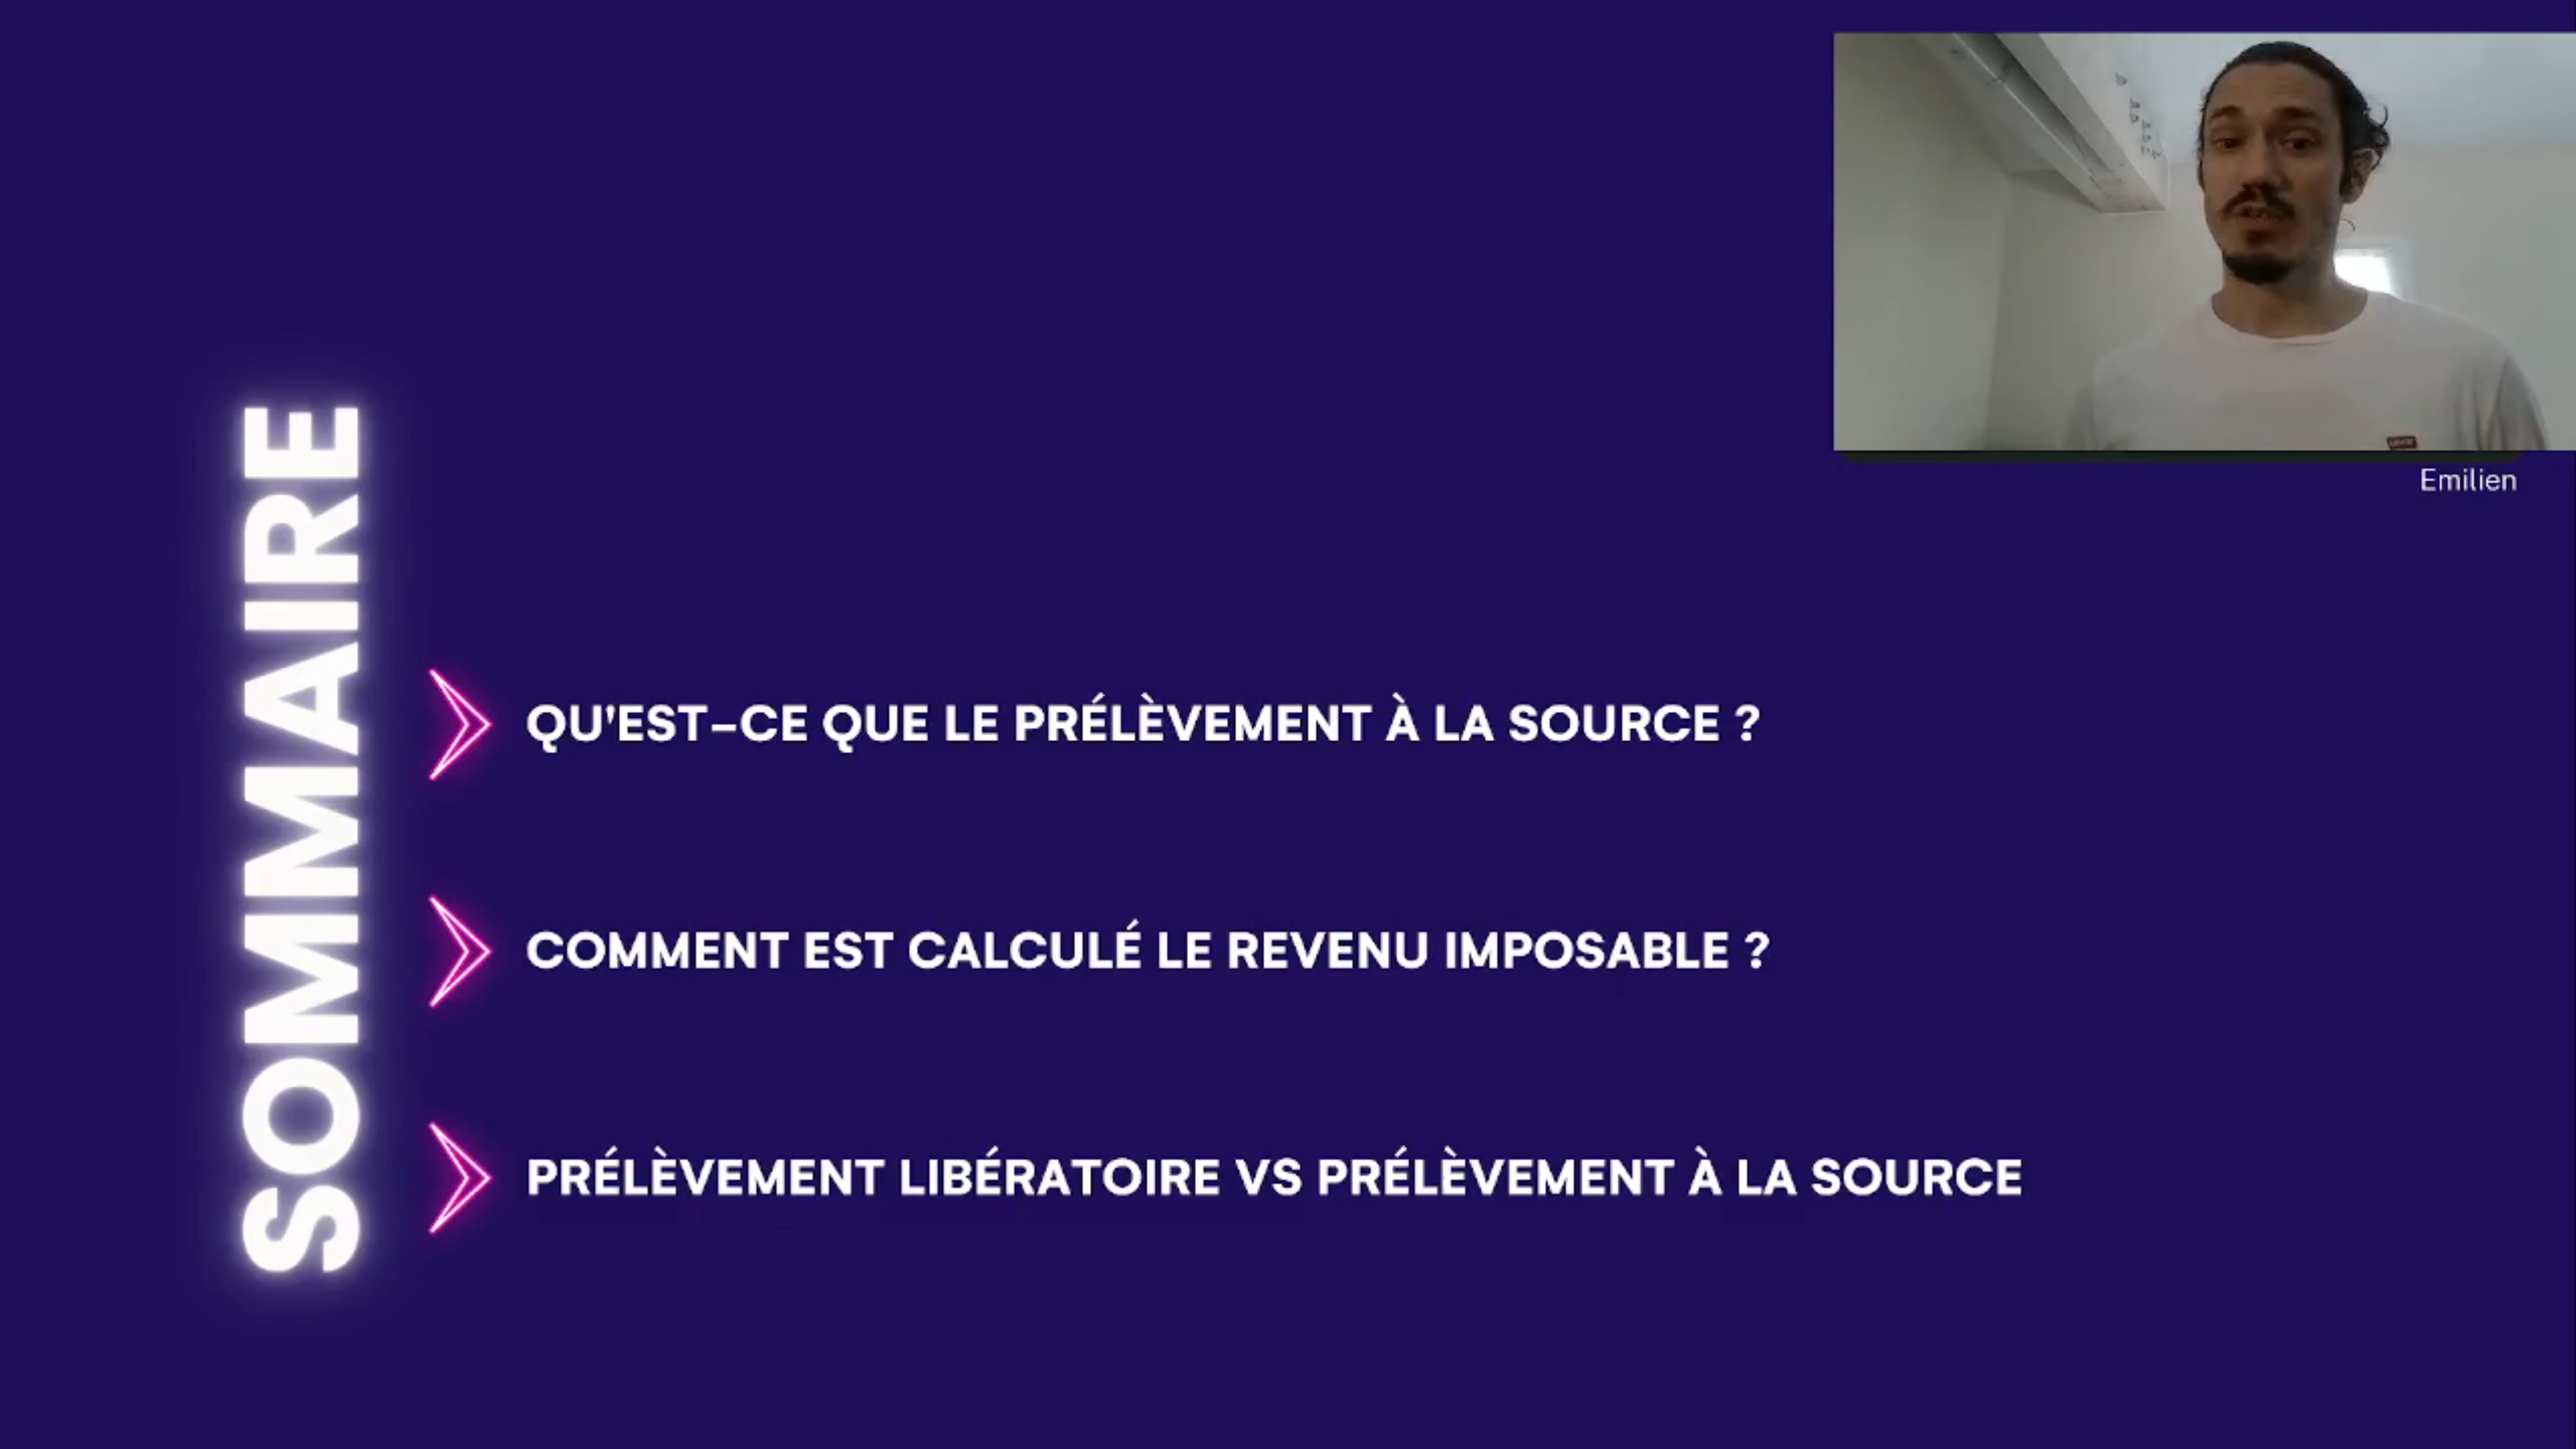 SOMMAIRE
QU'EST-CE QUE LE PRÉLÈVEMENT À LA SOURCE ?
COMMENT EST CALCULÉ LE REVENU IMPOSABLE ?
PRÉLÈVEMENT LIBÉRATOIRE VS PRÉLÈVEMENT À LA SOURCE
Emilien